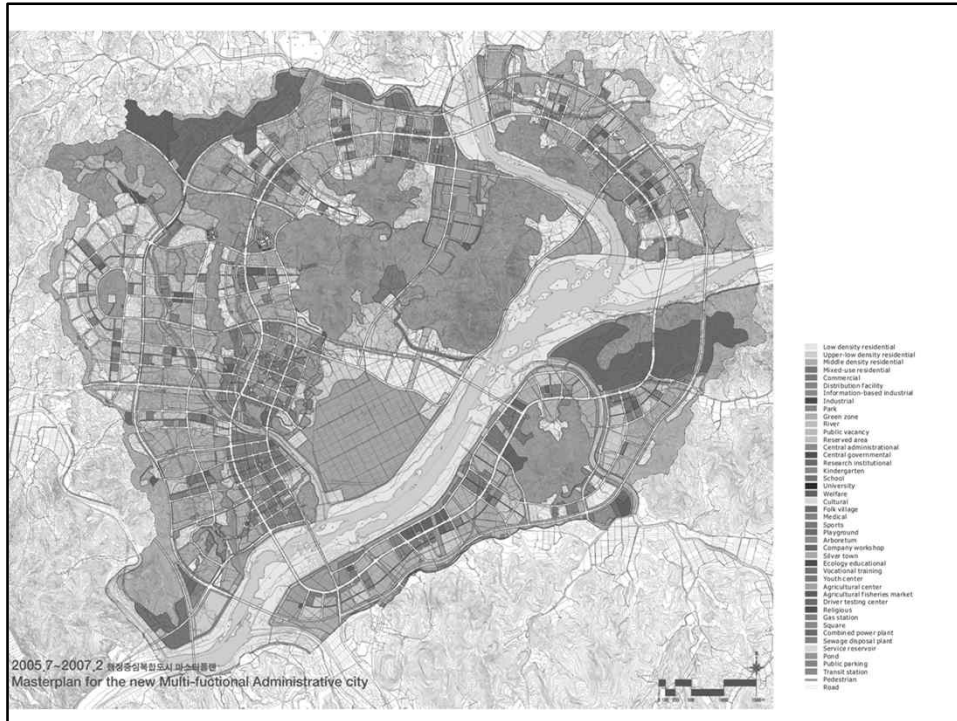 Low density residential
Upper-low density residential
Middle density residential
Mixed-use residential
Commercial
Distribution facility
Information-based industrial
Industrial
Park
Green zone
River
Public vacancy
Reserved area
Central administrational
Central governmental
Research institutional
Kindergarten
School
University
Welfare
Cultural
Folk village
Medical
Sports
Playground
Arboretum
Company workshop
Silver town
Ecology educational
Vocational training
Youth center
Agricultural center
Agricultural fisheries market
Driver testing center
Religious
Gas station
Square
Combined power plant
Sewage disposal plant
Service reservoir
Pond
Public parking
Transit station
Pedestrian
Road
2005.7~2007.2 행정중심복합도시 마스터플랜
Masterplan for the new Multi-fuctional Administrative city